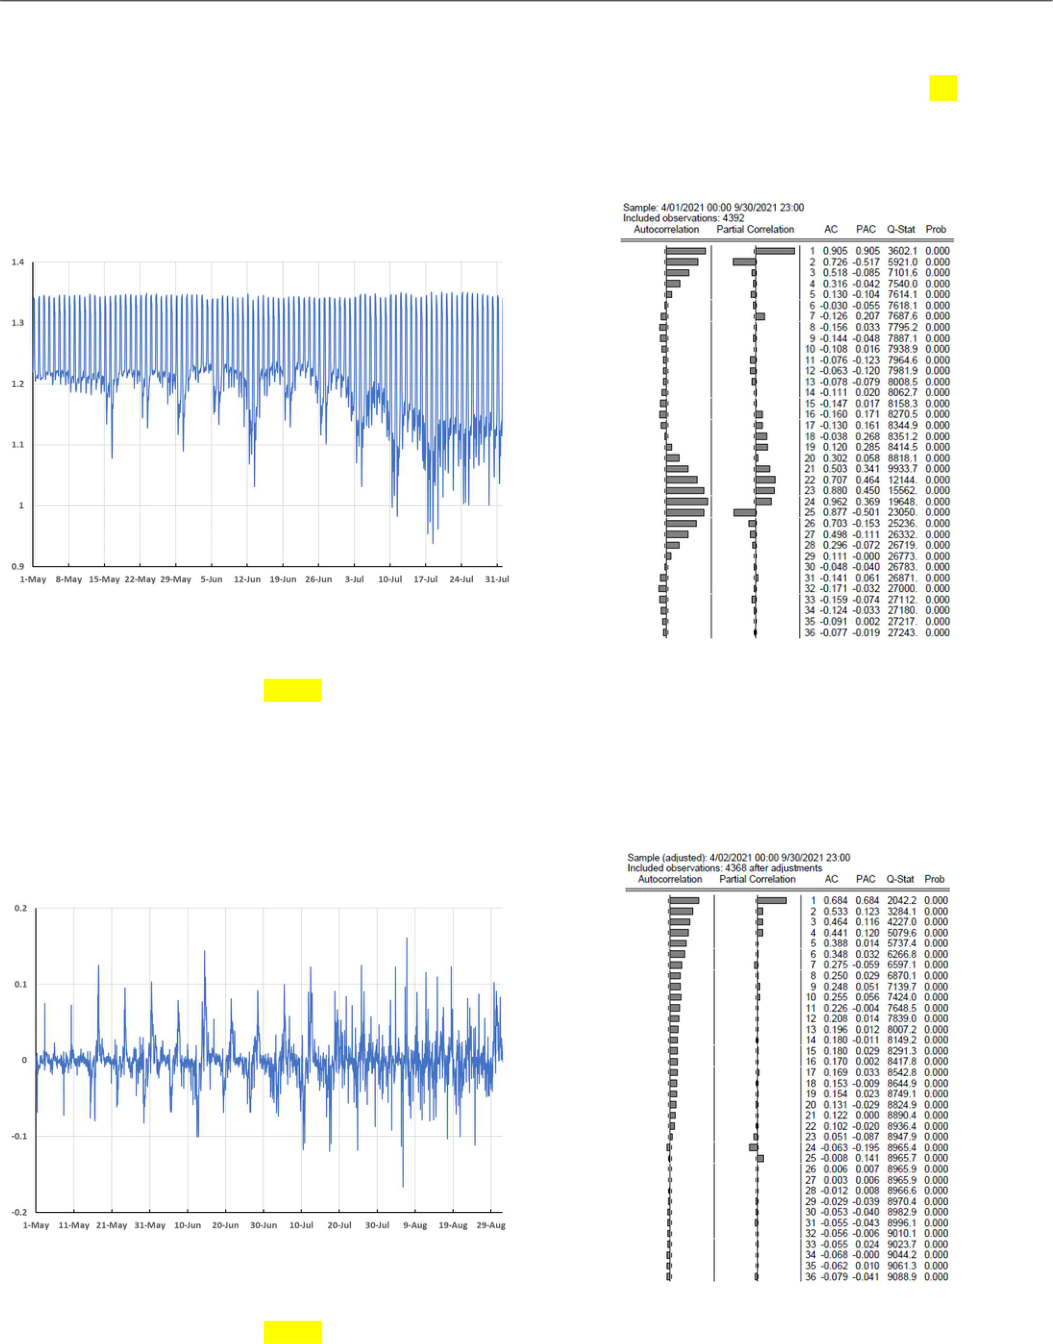 Sample: 4/01/2021 00:00 9/30/2021 23:00
Included observations: 4392
Autocorrelation Partial Correlation AC PAC Q-Stat Prob
1 0.905 0.905 3602.1 0.000
2 0.726 -0.517 5921.0 0.000
3 0.518 -0.085 7101.6 0.000
4 0.316 -0.042 7540.0 0.000
5 0.130 -0.104 7614.1 0.000
6 -0.030 -0.055 7618.1 0.000
7 -0.126 0.207 7687.6 0.000
8 -0.156 0.033 7795.2 0.000
9 -0.144 -0.048 7887.1 0.000
10 -0.108 0.016 7938.9 0.000
11 -0.076 -0.123 7964.6 0.000
12 -0.063 -0.120 7981.9 0.000
13 -0.078 -0.079 8008.5 0.000
14 -0.111 0.020 8062.7 0.000
15 -0.147 0.017 8158.3 0.000
16 -0.160 0.171 8270.5 0.000
17 -0.130 0.161 8344.9 0.000
18 -0.038 0.268 8351.2 0.000
19 0.120 0.285 8414.5 0.000
20 0.302 0.058 8818.1 0.000
21 0.503 0.341 9933.7 0.000
22 0.707 0.464 12144. 0.000
23 0.880 0.450 15562. 0.000
24 0.962 0.369 19648. 0.000
25 0.877 -0.501 23050. 0.000
26 0.703 -0.153 25236. 0.000
27 0.498 -0.111 26332. 0.000
28 0.296 -0.072 26719. 0.000
29 0.111 -0.000 26773. 0.000
30 -0.048 -0.040 26783. 0.000
31 -0.141 0.061 26871. 0.000
32 -0.171 -0.032 27000. 0.000
33 -0.159 -0.074 27112. 0.000
34 -0.124 -0.033 27180. 0.000
35 -0.091 0.002 27217. 0.000
36 -0.077 -0.019 27243. 0.000
1.4
1.3
1.2
1.1
1
0.9
1-May 8-May 15-May 22-May 29-May 5-Jun 12-Jun 19-Jun 26-Jun 3-Jul 10-Jul 17-Jul 24-Jul 31-Jul
Sample (adjusted): 4/02/2021 00:00 9/30/2021 23:00
Included observations: 4368 after adjustments
Autocorrelation Partial Correlation AC PAC Q-Stat Prob
1 0.684 0.684 2042.2 0.000
2 0.533 0.123 3284.1 0.000
3 0.464 0.116 4227.0 0.000
4 0.441 0.120 5079.6 0.000
5 0.388 0.014 5737.4 0.000
6 0.348 0.032 6266.8 0.000
7 0.275 -0.059 6597.1 0.000
8 0.250 0.029 6870.1 0.000
9 0.248 0.051 7139.7 0.000
10 0.255 0.056 7424.0 0.000
11 0.226 -0.004 7648.5 0.000
12 0.208 0.014 7839.0 0.000
13 0.196 0.012 8007.2 0.000
14 0.180 -0.011 8149.2 0.000
15 0.180 0.029 8291.3 0.000
16 0.170 0.002 8417.8 0.000
17 0.169 0.033 8542.8 0.000
18 0.153 -0.009 8644.9 0.000
19 0.154 0.023 8749.1 0.000
20 0.131 -0.029 8824.9 0.000
21 0.122 0.000 8890.4 0.000
22 0.102 -0.020 8936.4 0.000
23 0.051 -0.087 8947.9 0.000
24 -0.063 -0.195 8965.4 0.000
25 -0.008 0.141 8965.7 0.000
26 0.006 0.007 8965.9 0.000
27 0.003 0.006 8965.9 0.000
28 -0.012 0.008 8966.6 0.000
29 -0.029 -0.039 8970.4 0.000
30 -0.053 -0.040 8982.9 0.000
31 -0.055 -0.043 8996.1 0.000
32 -0.056 -0.006 9010.1 0.000
33 -0.055 0.024 9023.7 0.000
34 -0.068 -0.000 9044.2 0.000
35 -0.062 0.010 9061.3 0.000
36 -0.079 -0.041 9088.9 0.000
0.2
0.1
0
-0.1
-0.2
1-May 11-May 21-May 31-May 10-Jun 20-Jun 30-Jun 10-Jul 20-Jul 30-Jul 9-Aug 19-Aug 29-Aug